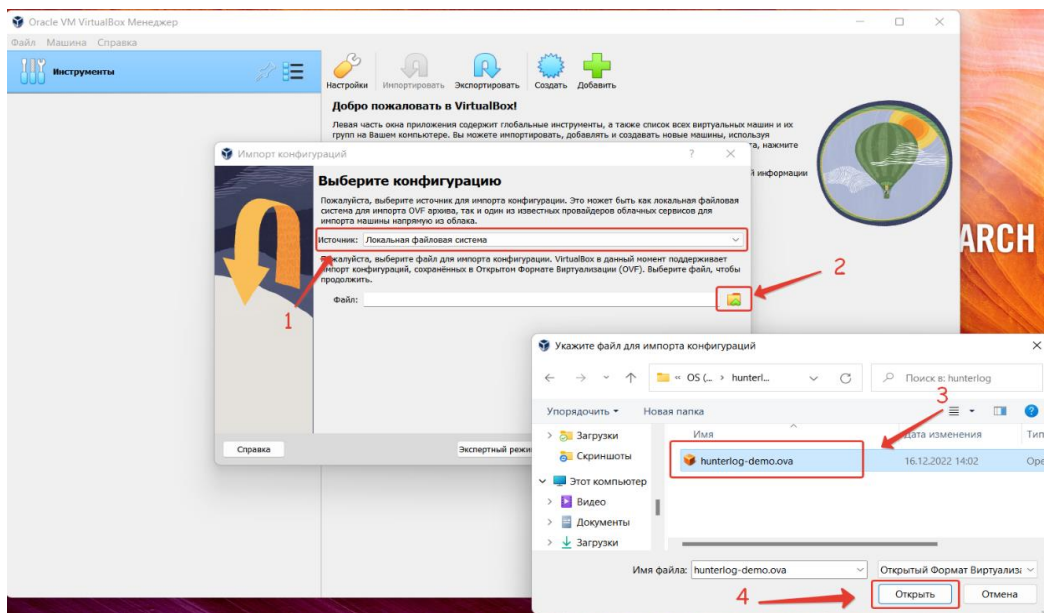 Oracle VM VirtualBox Менеджер
Файл Машина Справка
Инструменты
Настройки Импортировать Экспортировать Создать Добавить
Добро пожаловать в VirtualBox!
Левая часть окна приложения содержит глобальные инструменты, а также список всех виртуальных машин и их
групп на Вашем компьютере. Вы можете импортировать, добавлять и создавать новые машины, используя
та, нажмите
й информации
Импорт конфигураций ?
Выберите конфигурацию
Пожалуйста, выберите источник для импорта конфигурации. Это может быть как локальная файловая
система для импорта OVF архива, так и один из известных провайдеров облачных сервисов для
импорта машины напрямую из облака.
Источник: Локальная файловая система
Пожалуйста, выберите файл для импорта конфигурации. VirtualBox в данный момент поддерживает
импорт конфигураций, сохранённых в Открытом Формате Виртуализации (OVF). Выберите файл, чтобы
продолжить.
Файл:
1
2
ARCH
Справка Экспертный режи
Укажите файл для импорта конфигураций
« OS (... › hunterl... Поиск в: hunterlog
3
Упорядочить Новая папка ?
Имя Дата изменения Тип
Загрузки
Скриншоты
hunterlog-demo.ova 16.12.2022 14:02 Ope
Этот компьютер
Видео
Документы
Загрузки
Имя файла: hunterlog-demo.ova Открытый Формат Виртуализа
4 Открыть Отмена